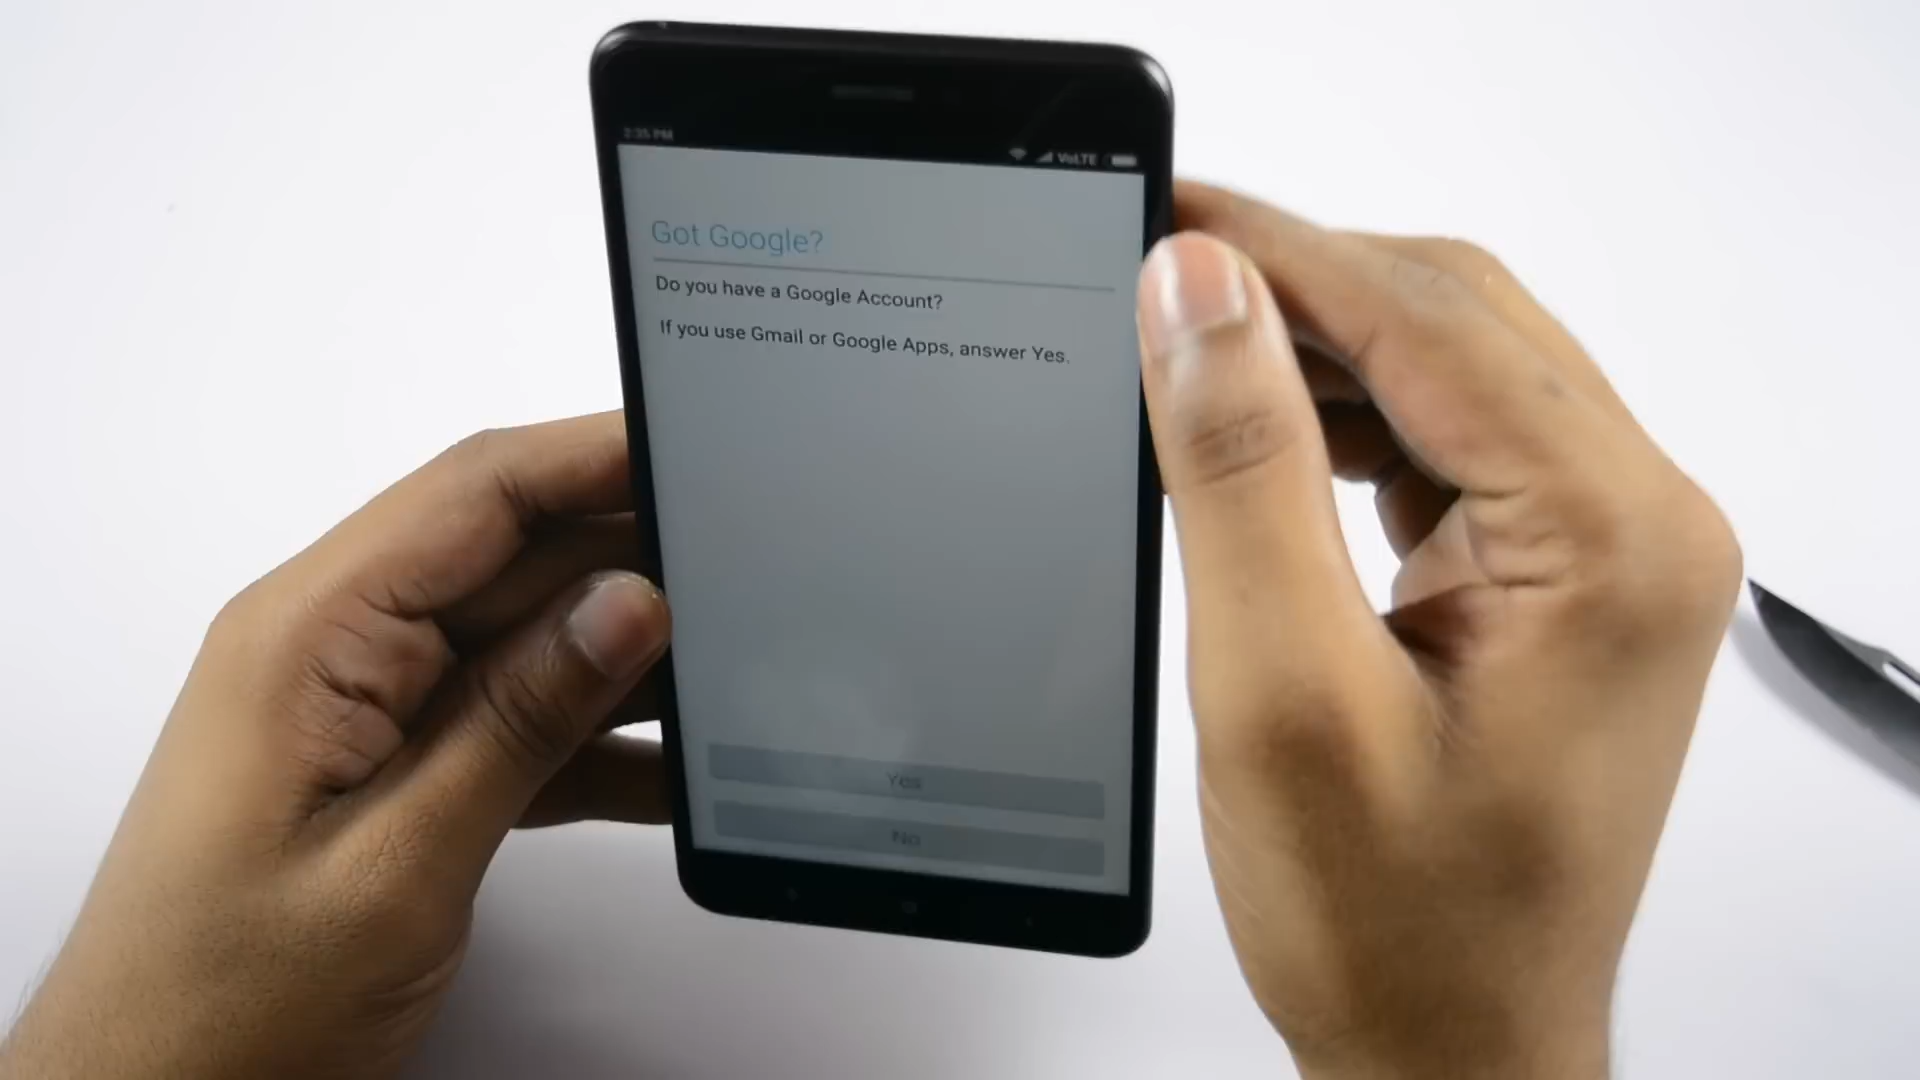 2:35 PM
VoLTE
Got Google?
Do you have a Google Account?
If you use Gmail or Google Apps, answer Yes.
Yes
No